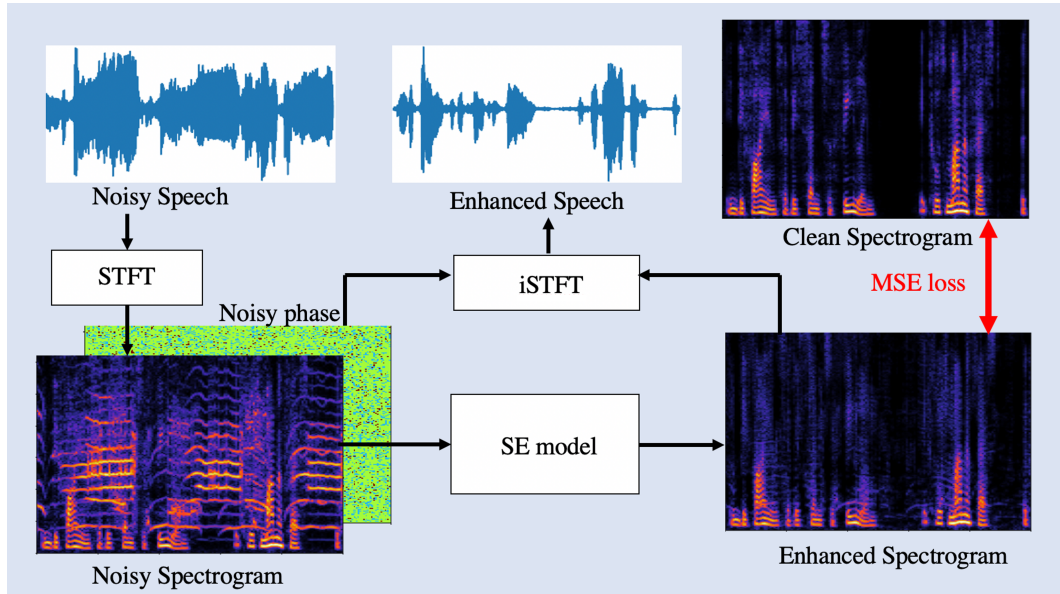 Noisy Speech
Enhanced Speech
Clean Spectrogram
STFT
iSTFT
MSE loss
Noisy phase
SE model
Noisy Spectrogram
Enhanced Spectrogram